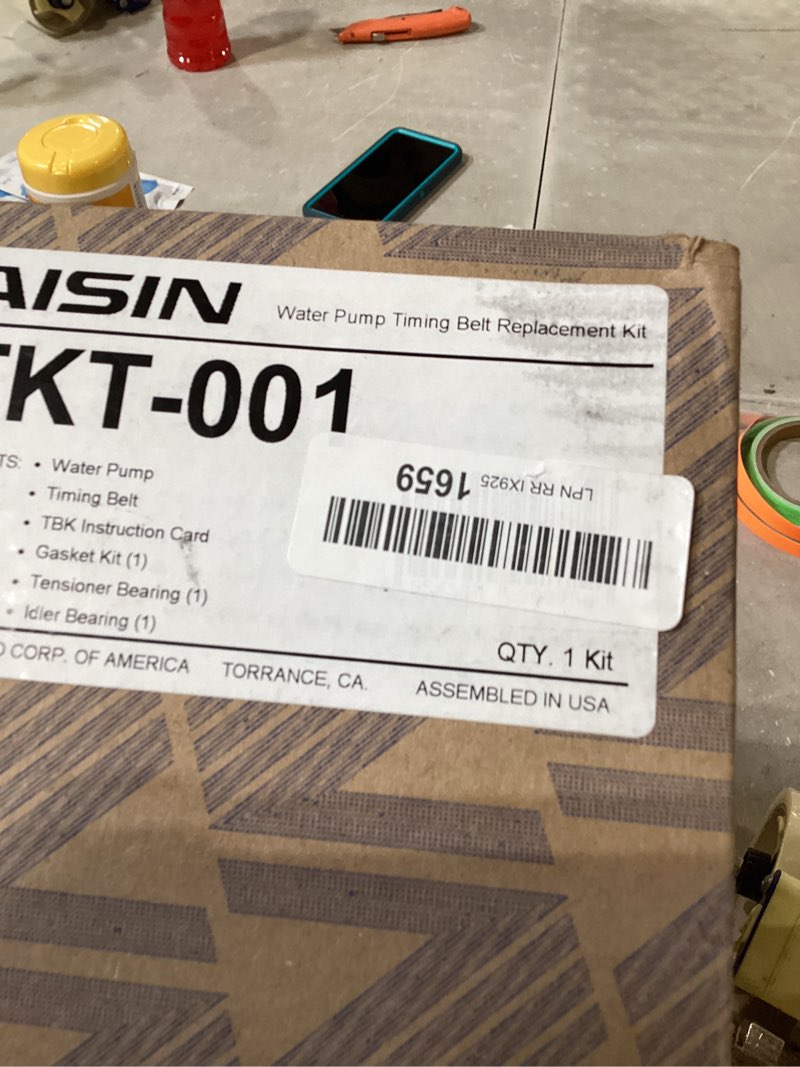 AISIN
Water Pump Timing Belt Replacement Kit
TKT-001
TS: • Water Pump
• Timing Belt
• TBK Instruction Card
• Gasket Kit (1)
• Tensioner Bearing (1)
• Idler Bearing (1)
LPN RR IX925 1659
QTY. 1 Kit
CORP. OF AMERICA TORRANCE, CA. ASSEMBLED IN USA